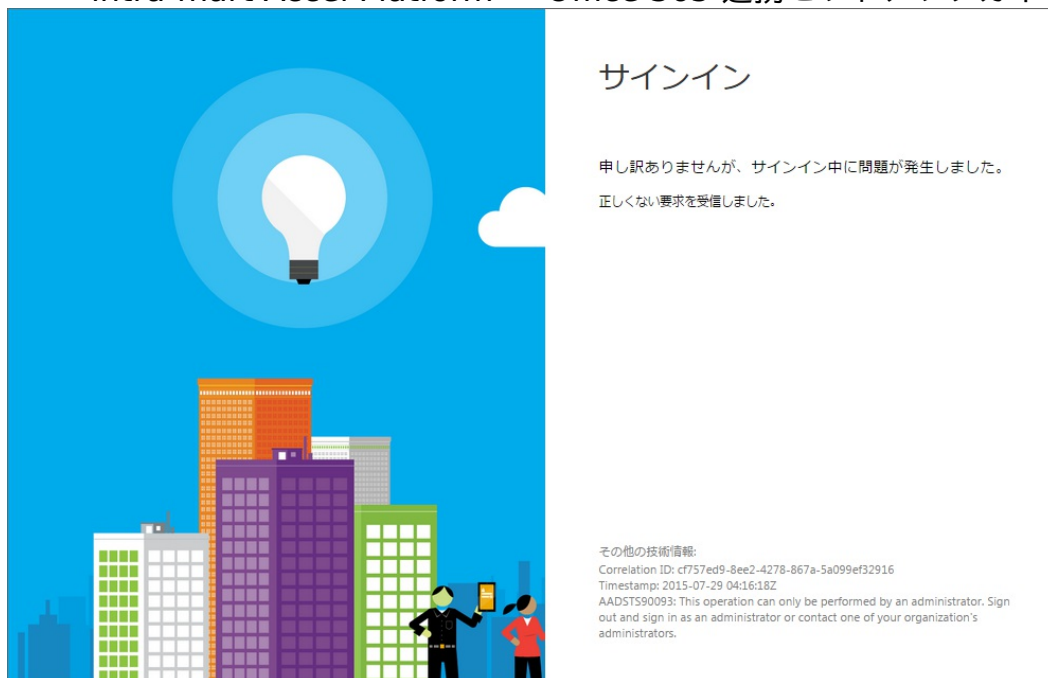 サインイン
申し訳ありませんが、サインイン中に問題が発生しました。
正しくない要求を受信しました。
その他の技術情報:
Correlation ID: cf757ed9-8ee2-4278-867a-5a099ef32916
Timestamp: 2015-07-29 04:16:18Z
AADSTS90093: This operation can only be performed by an administrator. Sign
out and sign in as an administrator or contact one of your organization's
administrators.